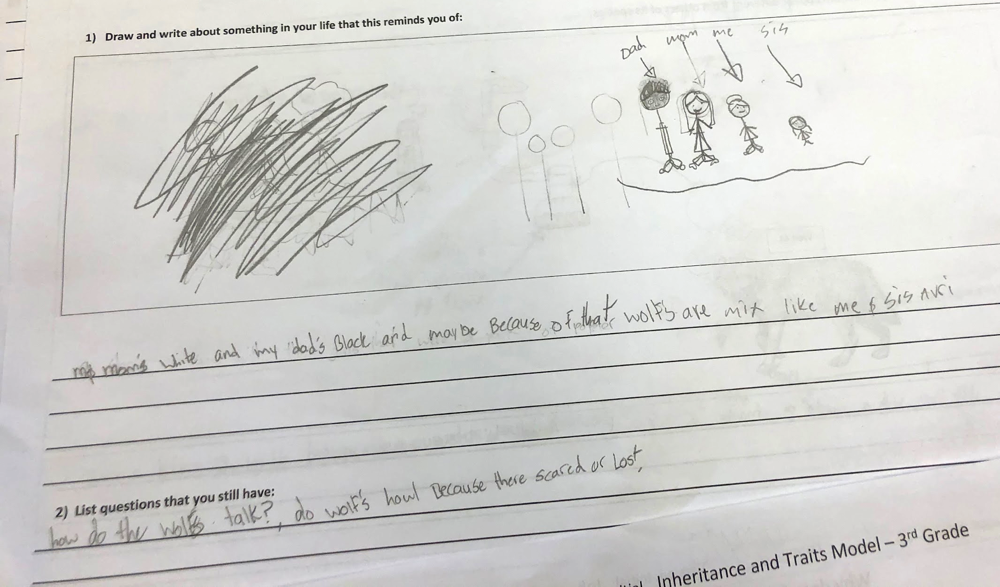 1) Draw and write about something in your life that this reminds you of:
Dad mom me sis
my mom's white and my dad's Black and maybe Because of that wolf's are mix like me & sis Avri
2) List questions that you still have:
how do the wolfs talk?, do wolf's howl Because there scared or Lost,
Inheritance and Traits Model – 3rd Grade